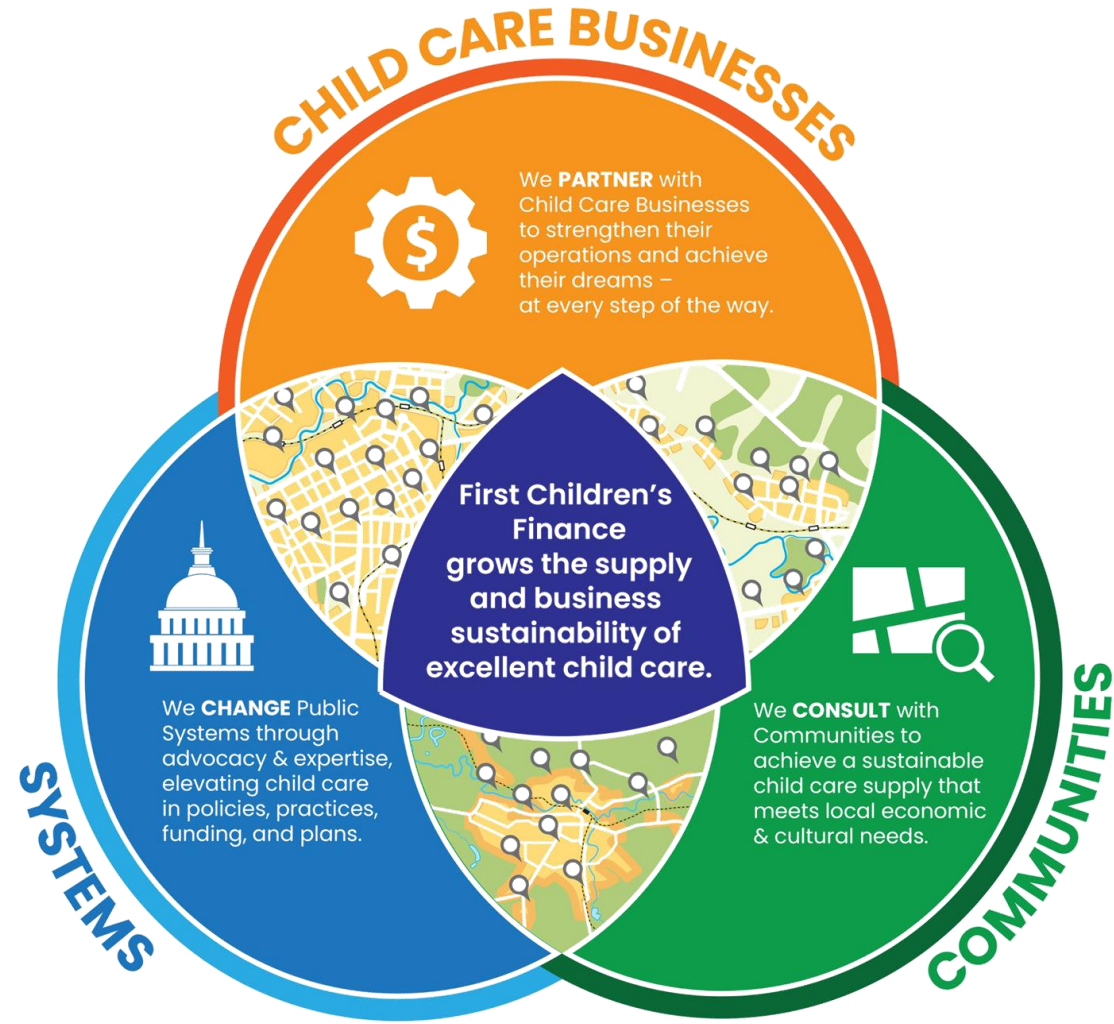 CHILD CARE BUSINESSES
We PARTNER with
Child Care Businesses
to strengthen their
operations and achieve
their dreams –
at every step of the way.
$
First Children’s
Finance
grows the supply
and business
sustainability of
excellent child care.
We CHANGE Public
Systems through
advocacy & expertise,
elevating child care
in policies, practices,
funding, and plans.
We CONSULT with
Communities to
achieve a sustainable
child care supply that
meets local economic
& cultural needs.
SYSTEMS
COMMUNITIES